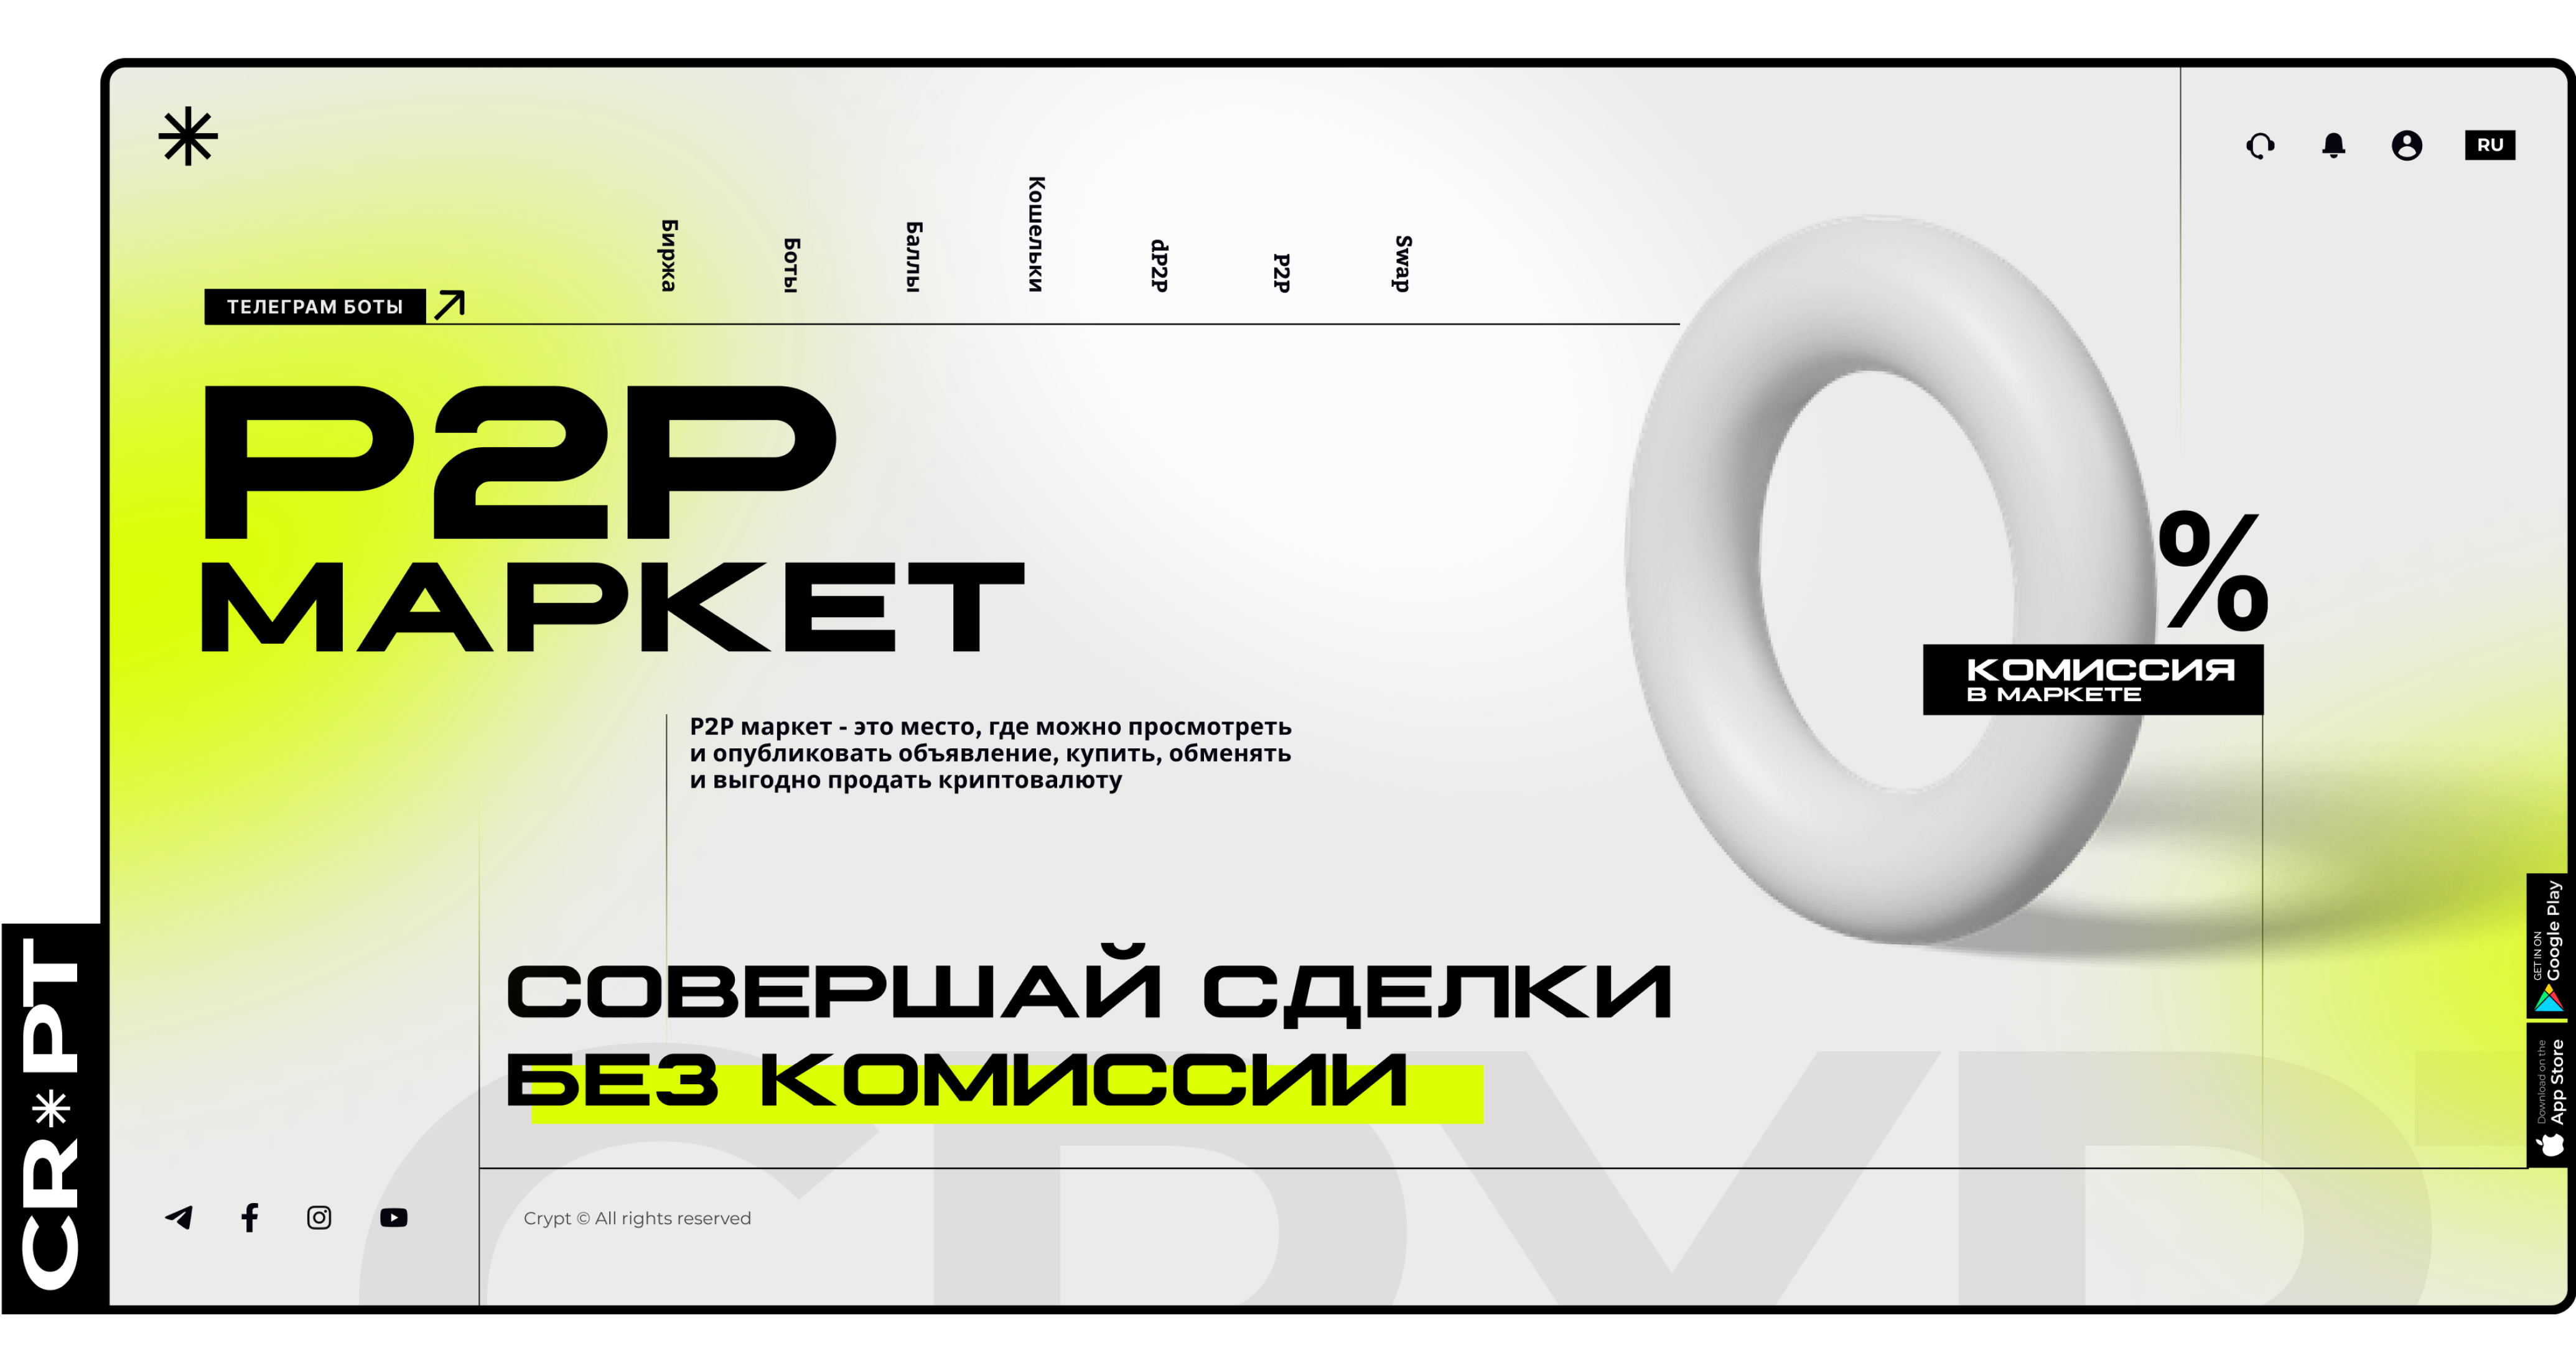 RU
Биржа
Боты
Баллы
Кошельки
dP2P
P2P
Swap
ТЕЛЕГРАМ БОТЫ
P2P
МАРКЕТ
%
КОМИССИЯ
В МАРКЕТЕ
P2P маркет - это место, где можно просмотреть
и опубликовать объявление, купить, обменять
и выгодно продать криптовалюту
СОВЕРШАЙ СДЕЛКИ
БЕЗ КОМИССИИ
GET IN ON
Google Play
Download on the
App Store
CR✳PT
Crypt © All rights reserved
CRYPT